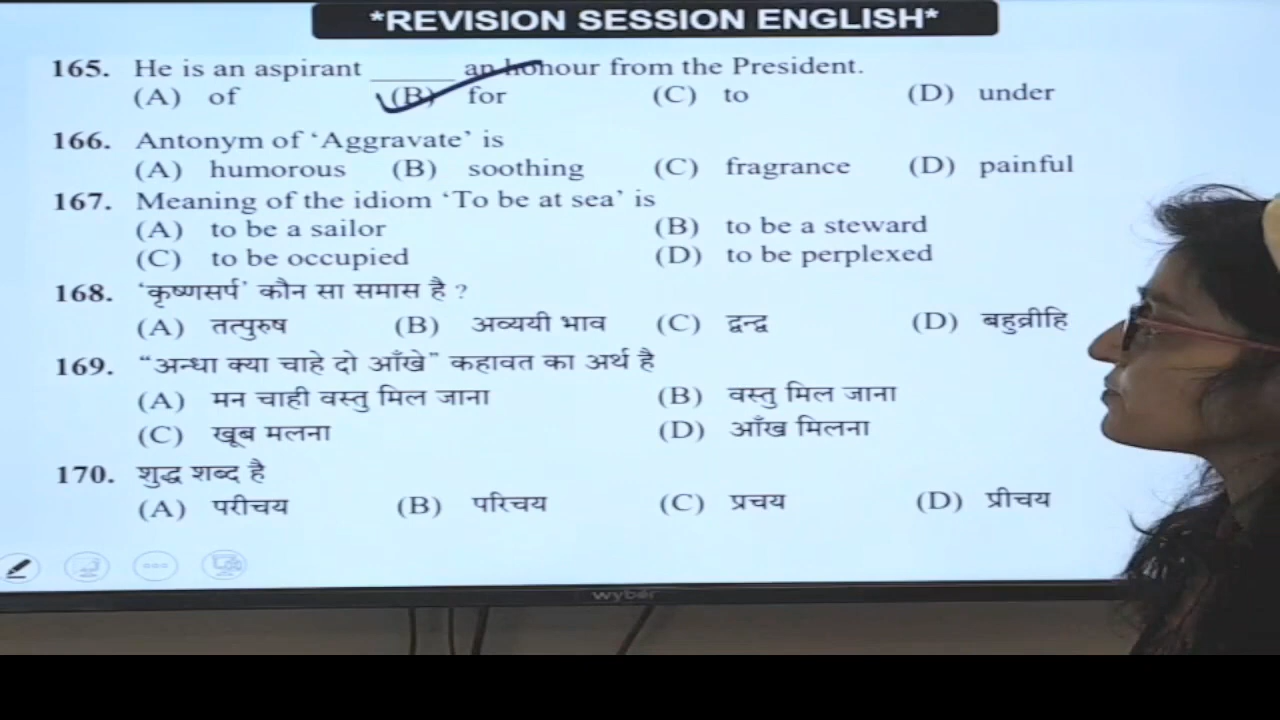 *REVISION SESSION ENGLISH*
165. He is an aspirant ______ an honour from the President.
(A) of (B) for (C) to (D) under
166. Antonym of ‘Aggravate’ is
(A) humorous (B) soothing (C) fragrance (D) painful
167. Meaning of the idiom ‘To be at sea’ is
(A) to be a sailor (B) to be a steward
(C) to be occupied (D) to be perplexed
168. ‘कृष्णसर्प’ कौन सा समास है ?
(A) तत्पुरुष (B) अव्ययी भाव (C) द्वन्द्व (D) बहुव्रीहि
169. “अन्धा क्या चाहे दो आँखे” कहावत का अर्थ है
(A) मन चाही वस्तु मिल जाना (B) वस्तु मिल जाना
(C) खूब मलना (D) आँख मिलना
170. शुद्ध शब्द है
(A) परीचय (B) परिचय (C) प्रचय (D) प्रीचय
wybor